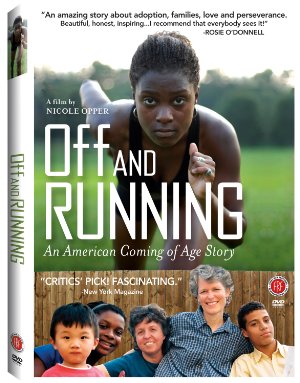 "An amazing story about adoption, families, love and perseverance.
Beautiful, honest, inspiring...I recommend that everybody sees it!"
-ROSIE O'DONNELL
A film by
NICOLE OPPER
Off AND
RUNNING
An American Coming of Age Story
"CRITICS' PICK! FASCINATING."
-New York Magazine
Off AND RUNNING
DVD